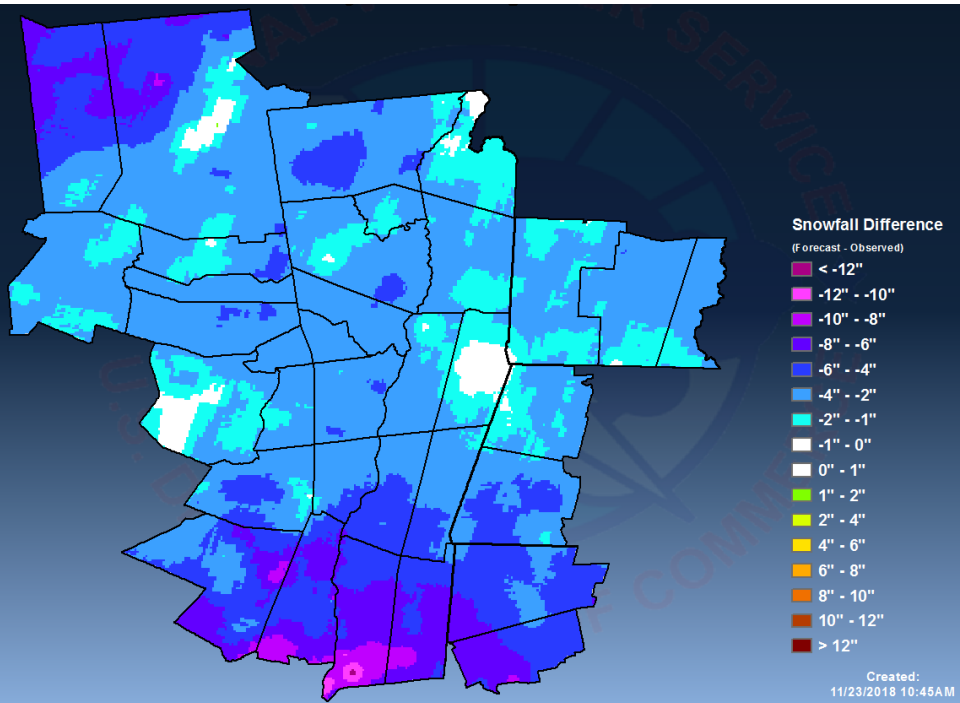 Snowfall Difference
(Forecast - Observed)
< -12"
-12" - -10"
-10" - -8"
-8" - -6"
-6" - -4"
-4" - -2"
-2" - -1"
-1" - 0"
0" - 1"
1" - 2"
2" - 4"
4" - 6"
6" - 8"
8" - 10"
10" - 12"
> 12"
Created:
11/23/2018 10:45AM
SERVICE